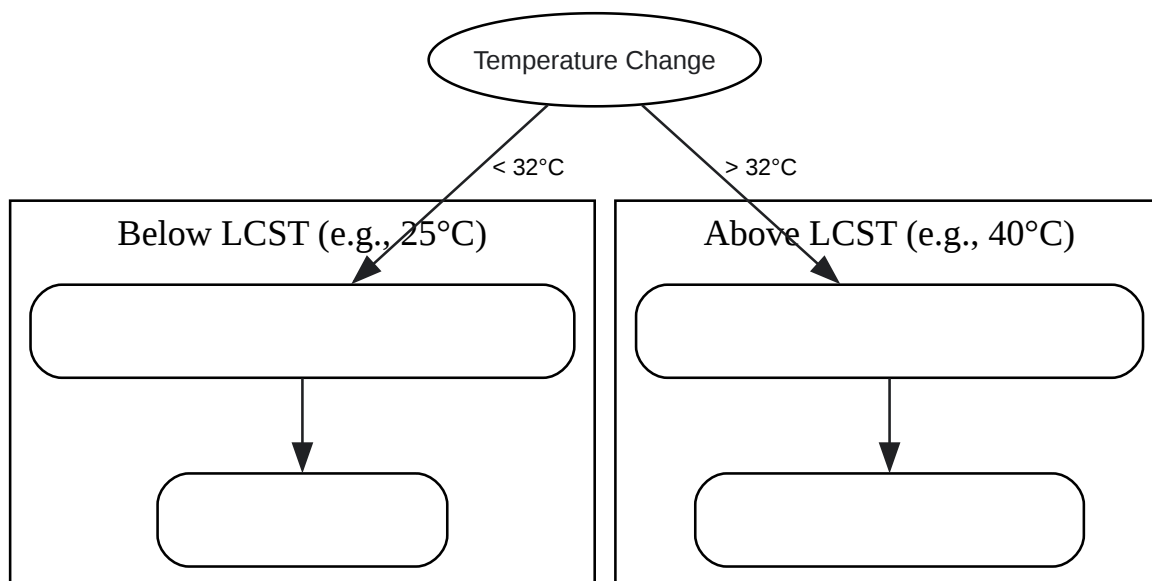 Temperature Change
< 32°C
> 32°C
Below LCST (e.g., 25°C)
Above LCST (e.g., 40°C)